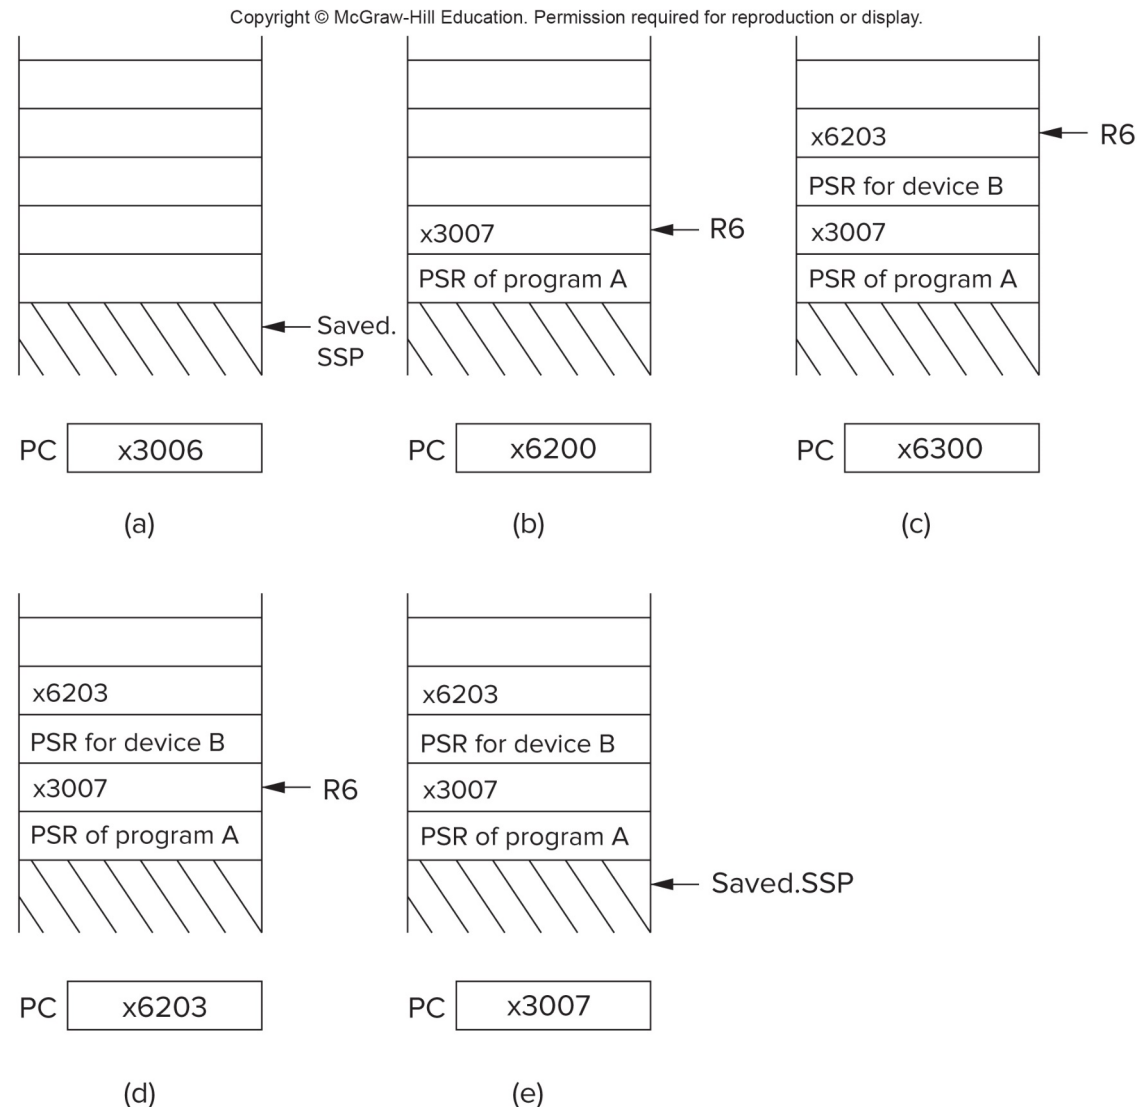 Copyright © McGraw-Hill Education. Permission required for reproduction or display.
Saved.
SSP
PC x3006
(a)
x3007
R6
PSR of program A
PC x6200
(b)
x6203
R6
PSR for device B
x3007
PSR of program A
PC x6300
(c)
x6203
PSR for device B
x3007
R6
PSR of program A
PC x6203
(d)
x6203
PSR for device B
x3007
PSR of program A
Saved.SSP
PC x3007
(e)